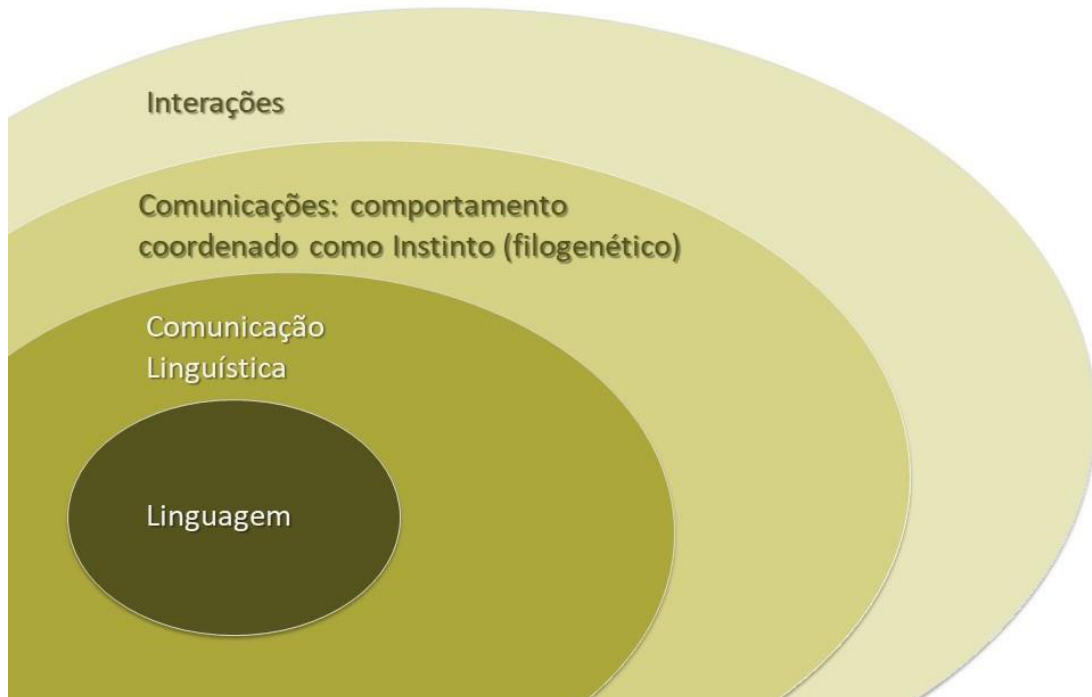 Interações
Comunicações: comportamento
coordenado como Instinto (filogenético)
Comunicação
Linguística
Linguagem